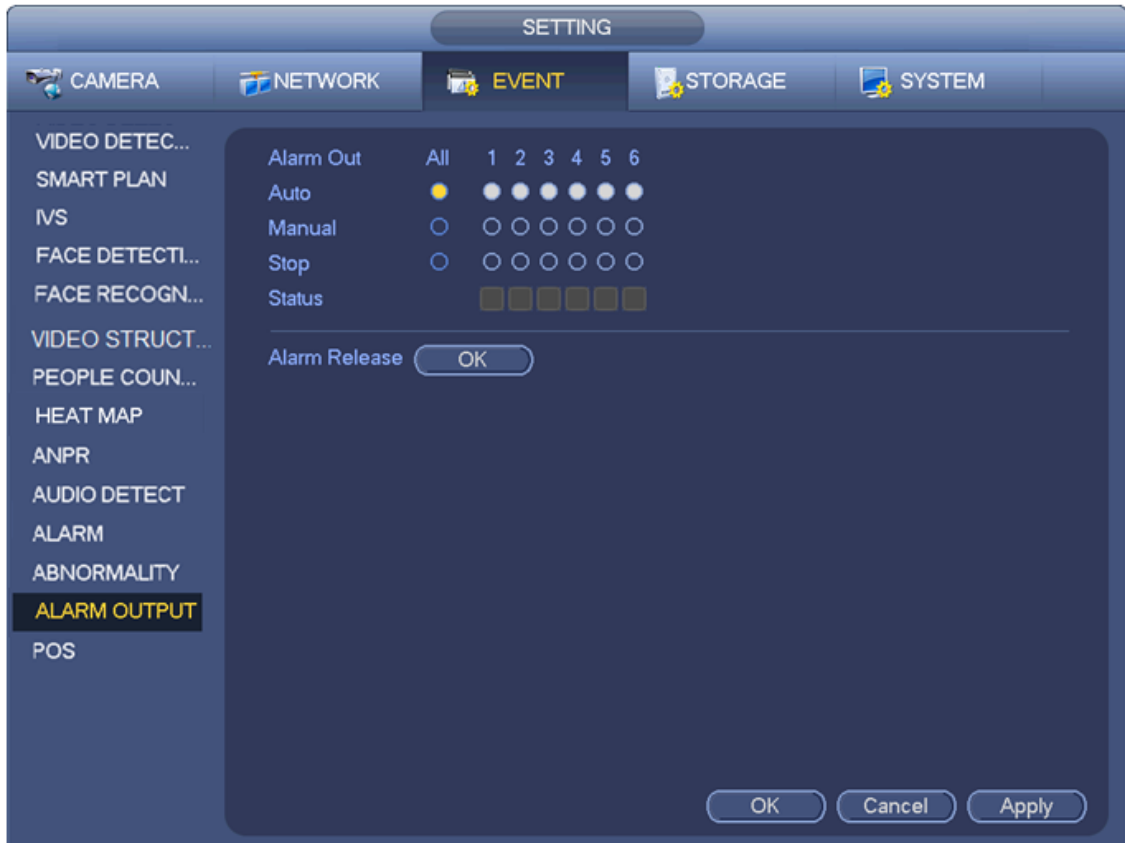 SETTING
CAMERA NETWORK EVENT STORAGE SYSTEM
VIDEO DETEC...
SMART PLAN
IVS
FACE DETECTI...
FACE RECOGN...
VIDEO STRUCT...
PEOPLE COUN...
HEAT MAP
ANPR
AUDIO DETECT
ALARM
ABNORMALITY
ALARM OUTPUT
POS
Alarm Out All 1 2 3 4 5 6
Auto
Manual
Stop
Status
Alarm Release OK
OK Cancel Apply